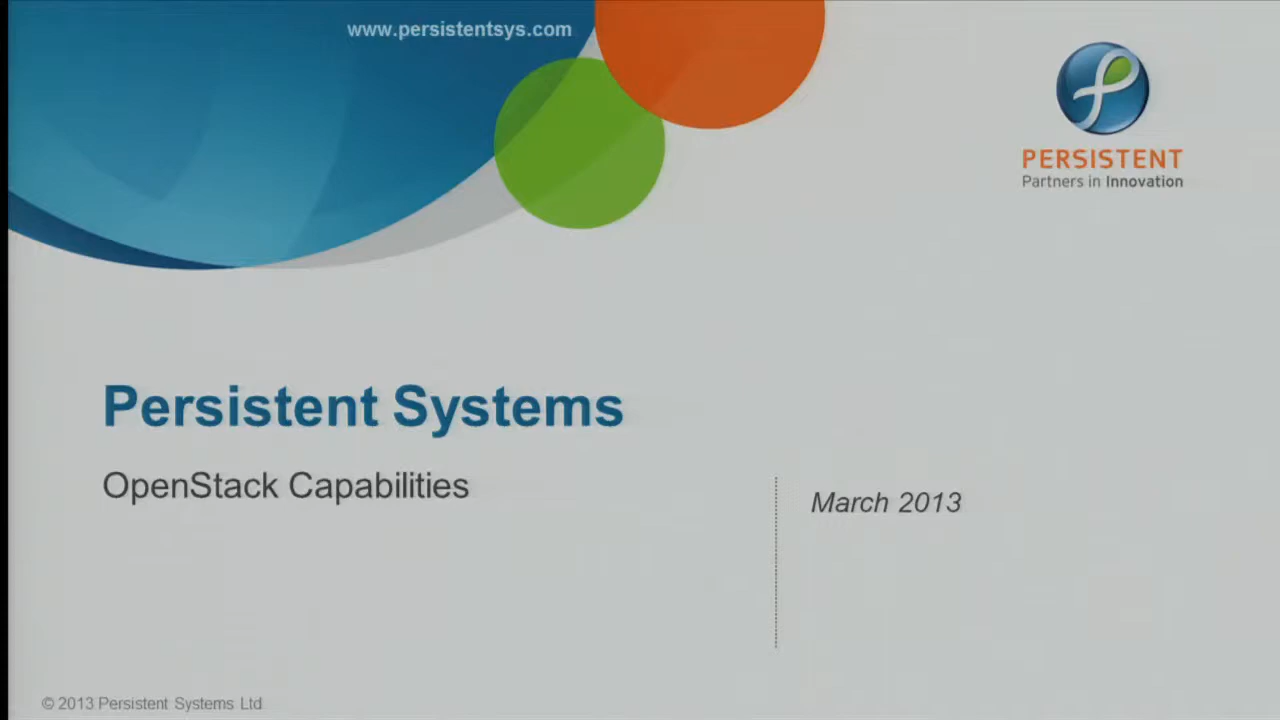 www.persistentsys.com
PERSISTENT
Partners in Innovation
Persistent Systems
OpenStack Capabilities
March 2013
© 2013 Persistent Systems Ltd